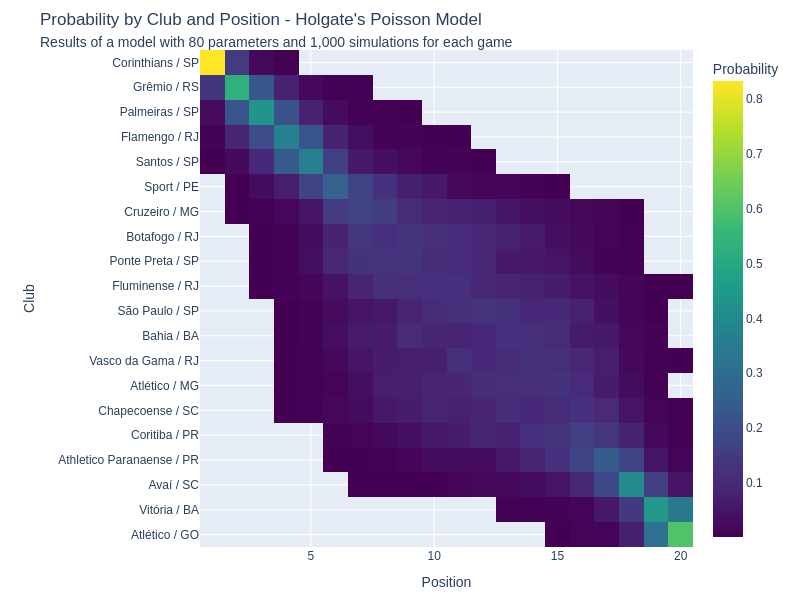 Probability by Club and Position - Holgate's Poisson Model
Results of a model with 80 parameters and 1,000 simulations for each game
Probability
Corinthians / SP
Grêmio / RS
Palmeiras / SP
Flamengo / RJ
Santos / SP
Sport / PE
Cruzeiro / MG
Botafogo / RJ
Ponte Preta / SP
Fluminense / RJ
São Paulo / SP
Bahia / BA
Vasco da Gama / RJ
Atlético / MG
Chapecoense / SC
Coritiba / PR
Athletico Paranaense / PR
Avaí / SC
Vitória / BA
Atlético / GO
Club
5
10
15
20
Position
0.8
0.7
0.6
0.5
0.4
0.3
0.2
0.1